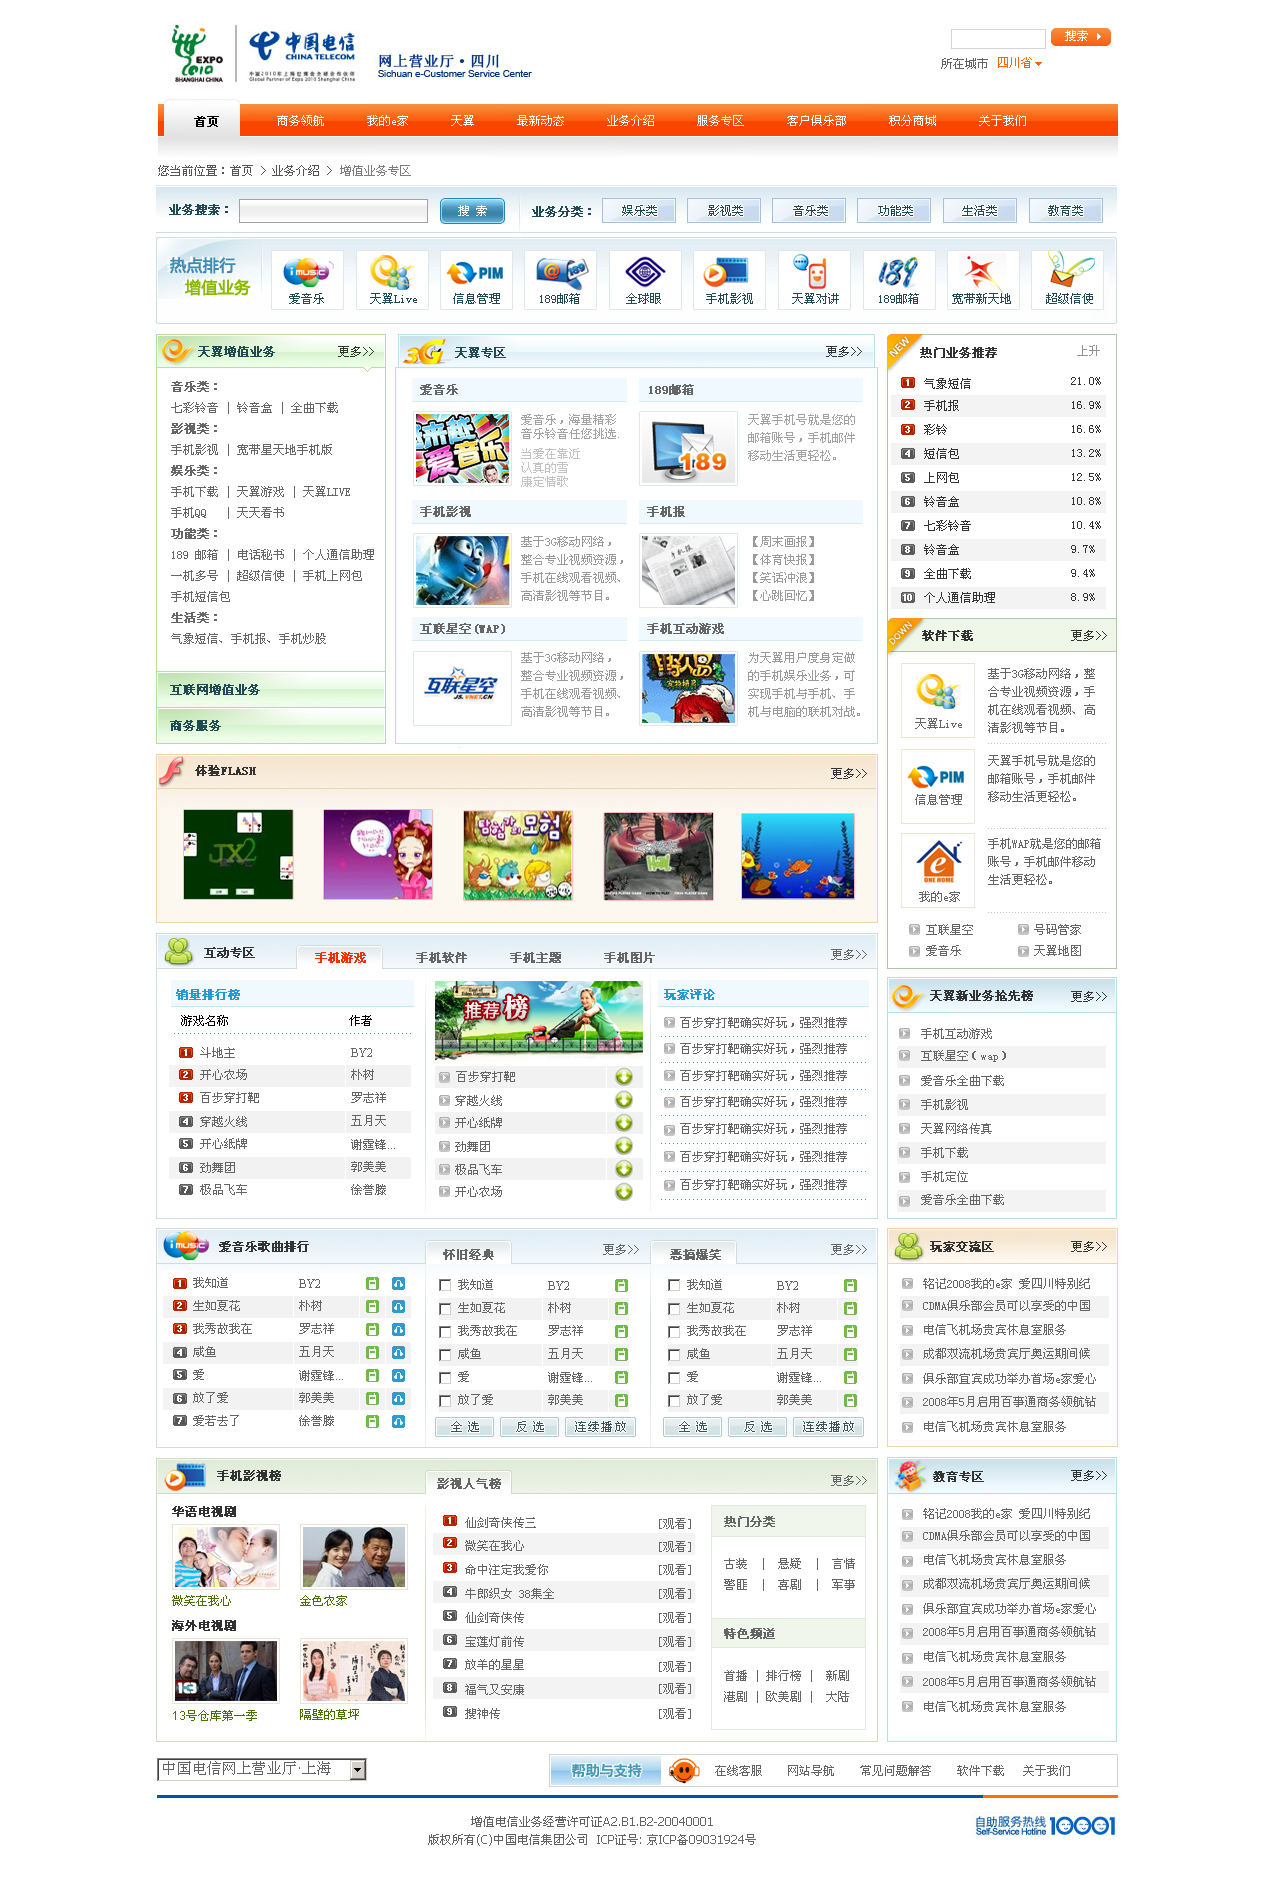 EXPO
2010
SHANGHAI CHINA
中国电信
CHINA TELECOM
中国2010年上海世博会全球合作伙伴
Global Partner of Expo 2010 Shanghai China
网上营业厅·四川
Sichuan e-Customer Service Center
搜索
所在城市 四川省
首页 商务领航 我的e家 天翼 最新动态 业务介绍 服务专区 客户俱乐部 积分商城 关于我们
您当前位置：首页 > 业务介绍 > 增值业务专区
业务搜索： 搜 索 业务分类： 娱乐类 影视类 音乐类 功能类 生活类 教育类
热点排行
增值业务
爱音乐 天翼Live 信息管理 189邮箱 全球眼 手机影视 天翼对讲 189邮箱 宽带新天地 超级信使
天翼增值业务 更多>>
音乐类：
七彩铃音 | 铃音盒 | 全曲下载
影视类：
手机影视 | 宽带星天地手机版
娱乐类：
手机下载 | 天翼游戏 | 天翼LIVE
手机QQ | 天天看书
功能类：
189 邮箱 | 电话秘书 | 个人通信助理
一机多号 | 超级信使 | 手机上网包
手机短信包
生活类：
气象短信、手机报、手机炒股
互联网增值业务
商务服务
3G 天翼专区 更多>>
爱音乐
爱音乐，海量精彩
音乐铃音任您挑选.
当爱在靠近
认真的雪
康定情歌
189邮箱
189
天翼手机号就是您的
邮箱账号，手机邮件
移动生活更轻松。
手机影视
基于3G移动网络，
整合专业视频资源，
手机在线观看视频、
高清影视等节目。
手机报
【周末画报】
【体育快报】
【笑话冲浪】
【心跳回忆】
互联星空(WAP)
互联星空
JS.VNET.CN
基于3G移动网络，
整合专业视频资源，
手机在线观看视频、
高清影视等节目。
手机互动游戏
为天翼用户度身定做
的手机娱乐业务，可
实现手机与手机、手
机与电脑的联机对战。
NEW 热门业务推荐 上升
1 气象短信 21.0%
2 手机报 16.9%
3 彩铃 16.6%
4 短信包 13.2%
5 上网包 12.5%
6 铃音盒 10.8%
7 七彩铃音 10.4%
8 铃音盒 9.7%
9 全曲下载 9.4%
10 个人通信助理 8.9%
DOWN 软件下载 更多>>
天翼Live
基于3G移动网络，整
合专业视频资源，手
机在线观看视频、高
清影视等节目。
PIM
信息管理
天翼手机号就是您的
邮箱账号，手机邮件
移动生活更轻松。
ONE HOME
我的e家
手机WAP就是您的邮箱
账号，手机邮件移动
生活更轻松。
互联星空 号码管家
爱音乐 天翼地图
体验FLASH 更多>>
JX2
탐험가의 모험
互动专区 手机游戏 手机软件 手机主题 手机图片 更多>>
销量排行榜
游戏名称 作者
1 斗地主 BY2
2 开心农场 朴树
3 百步穿打靶 罗志祥
4 穿越火线 五月天
5 开心纸牌 谢霆锋...
6 劲舞团 郭美美
7 极品飞车 徐誉滕
推荐榜
百步穿打靶
穿越火线
开心纸牌
劲舞团
极品飞车
开心农场
玩家评论
百步穿打靶确实好玩，强烈推荐
百步穿打靶确实好玩，强烈推荐
百步穿打靶确实好玩，强烈推荐
百步穿打靶确实好玩，强烈推荐
百步穿打靶确实好玩，强烈推荐
百步穿打靶确实好玩，强烈推荐
百步穿打靶确实好玩，强烈推荐
天翼新业务抢先榜 更多>>
手机互动游戏
互联星空（wap）
爱音乐全曲下载
手机影视
天翼网络传真
手机下载
手机定位
爱音乐全曲下载
爱音乐歌曲排行 更多>>
1 我知道 BY2
2 生如夏花 朴树
3 我秀故我在 罗志祥
4 咸鱼 五月天
5 爱 谢霆锋...
6 放了爱 郭美美
7 爱若去了 徐誉滕
怀旧经典
我知道 BY2
生如夏花 朴树
我秀故我在 罗志祥
咸鱼 五月天
爱 谢霆锋...
放了爱 郭美美
全 选 反 选 连续播放
恶搞爆笑 更多>>
我知道 BY2
生如夏花 朴树
我秀故我在 罗志祥
咸鱼 五月天
爱 谢霆锋...
放了爱 郭美美
全 选 反 选 连续播放
玩家交流区 更多>>
铭记2008我的e家 爱四川特别纪
CDMA俱乐部会员可以享受的中国
电信飞机场贵宾休息室服务
成都双流机场贵宾厅奥运期间候
俱乐部宜宾成功举办首场e家爱心
2008年5月启用百事通商务领航钻
电信飞机场贵宾休息室服务
手机影视榜
华语电视剧
微笑在我心 金色农家
海外电视剧
13号仓库第一季 隔壁的草坪
影视人气榜 更多>>
1 仙剑奇侠传三 [观看]
2 微笑在我心 [观看]
3 命中注定我爱你 [观看]
4 牛郎织女 38集全 [观看]
5 仙剑奇侠传 [观看]
6 宝莲灯前传 [观看]
7 放羊的星星 [观看]
8 福气又安康 [观看]
9 搜神传 [观看]
热门分类
古装 | 悬疑 | 言情
警匪 | 喜剧 | 军事
特色频道
首播 | 排行榜 | 新剧
港剧 | 欧美剧 | 大陆
教育专区 更多>>
铭记2008我的e家 爱四川特别纪
CDMA俱乐部会员可以享受的中国
电信飞机场贵宾休息室服务
成都双流机场贵宾厅奥运期间候
俱乐部宜宾成功举办首场e家爱心
2008年5月启用百事通商务领航钻
电信飞机场贵宾休息室服务
2008年5月启用百事通商务领航钻
电信飞机场贵宾休息室服务
中国电信网上营业厅·上海
帮助与支持 在线客服 网站导航 常见问题解答 软件下载 关于我们
增值电信业务经营许可证A2.B1.B2-20040001
版权所有(C)中国电信集团公司 ICP证号: 京ICP备09031924号
自助服务热线
Self-Service Hotline 10001